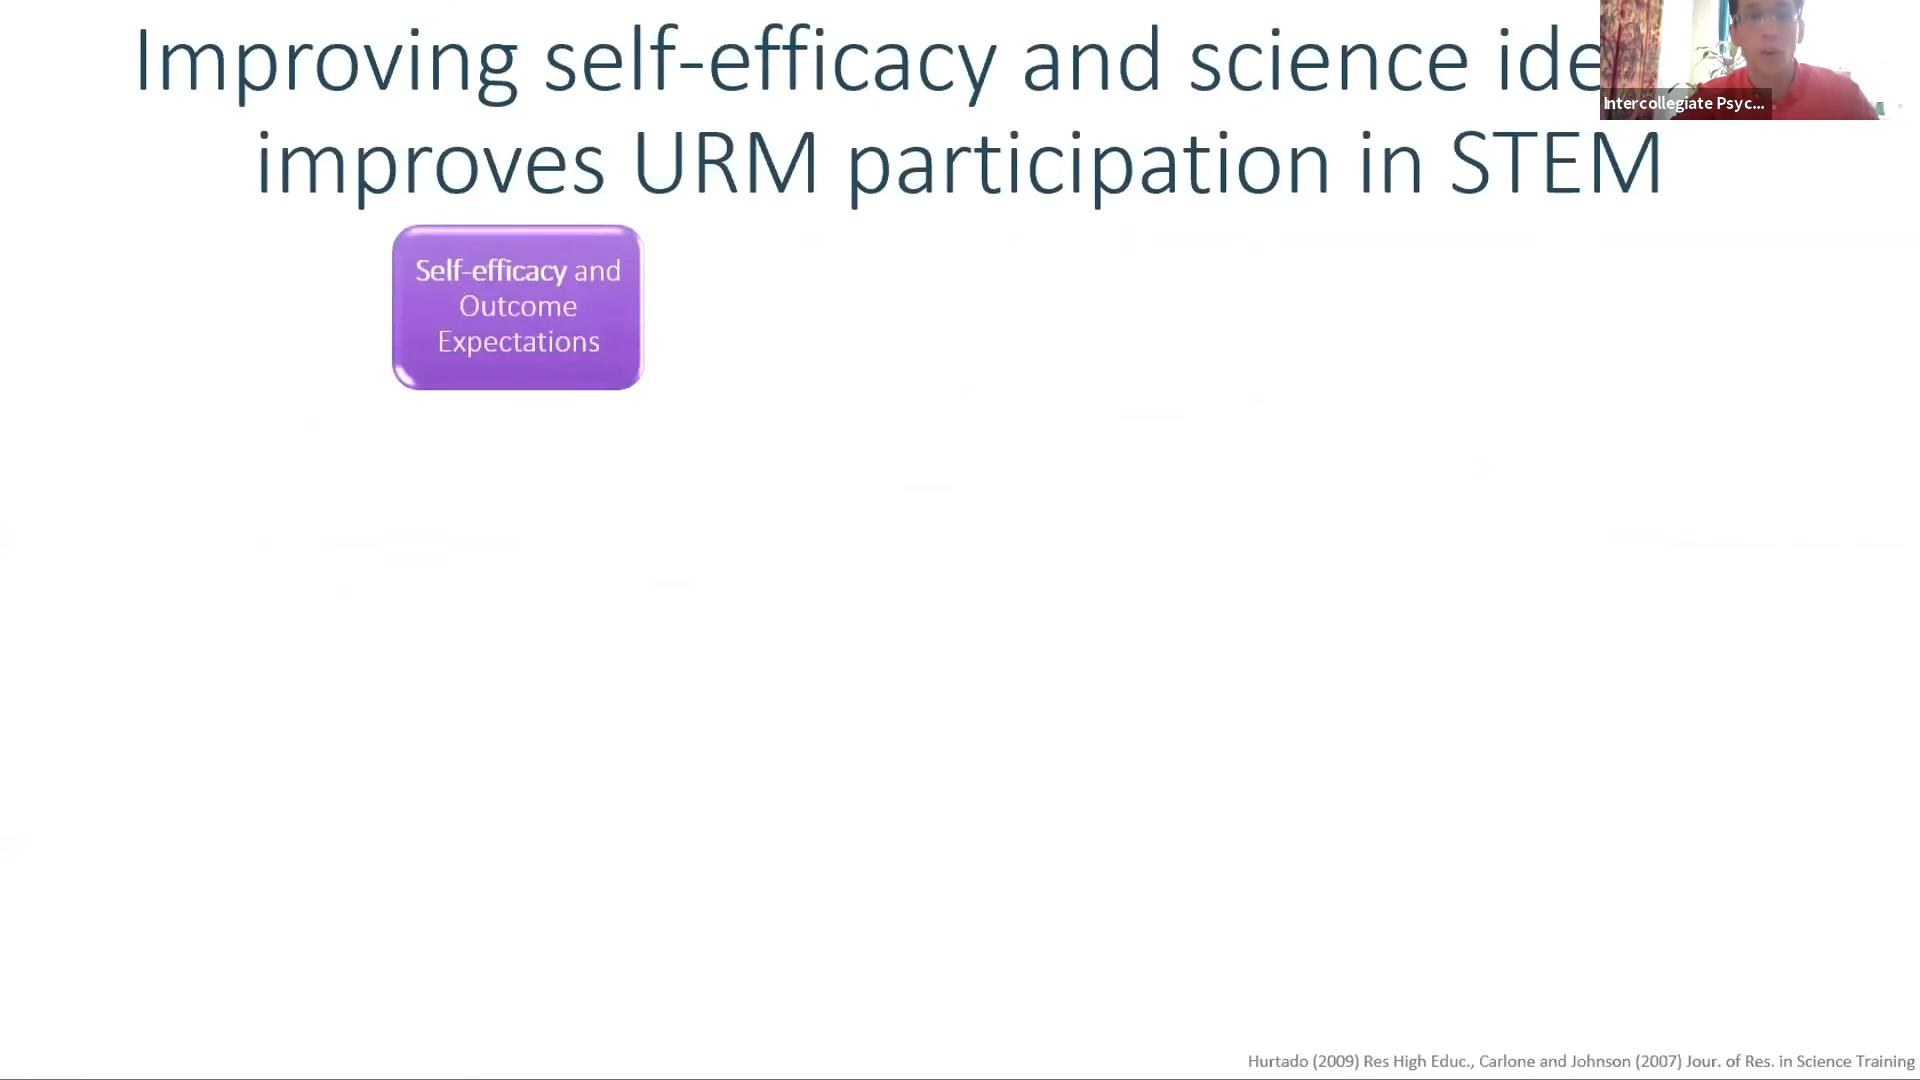 Improving self-efficacy and science ide
improves URM participation in STEM
Intercollegiate Psyc...
Self-efficacy and
Outcome
Expectations
Hurtado (2009) Res High Educ., Carlone and Johnson (2007) Jour. of Res. in Science Training